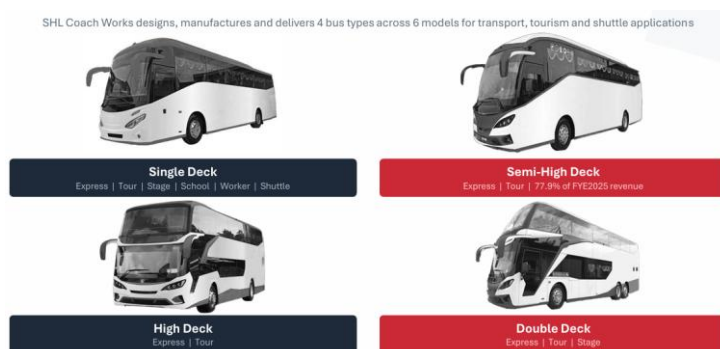 SHL Coach Works designs, manufactures and delivers 4 bus types across 6 models for transport, tourism and shuttle applications
Single Deck
Express | Tour | Stage | School | Worker | Shuttle
Semi-High Deck
Express | Tour | 77.9% of FYE2025 revenue
High Deck
Express | Tour
Double Deck
Express | Tour | Stage